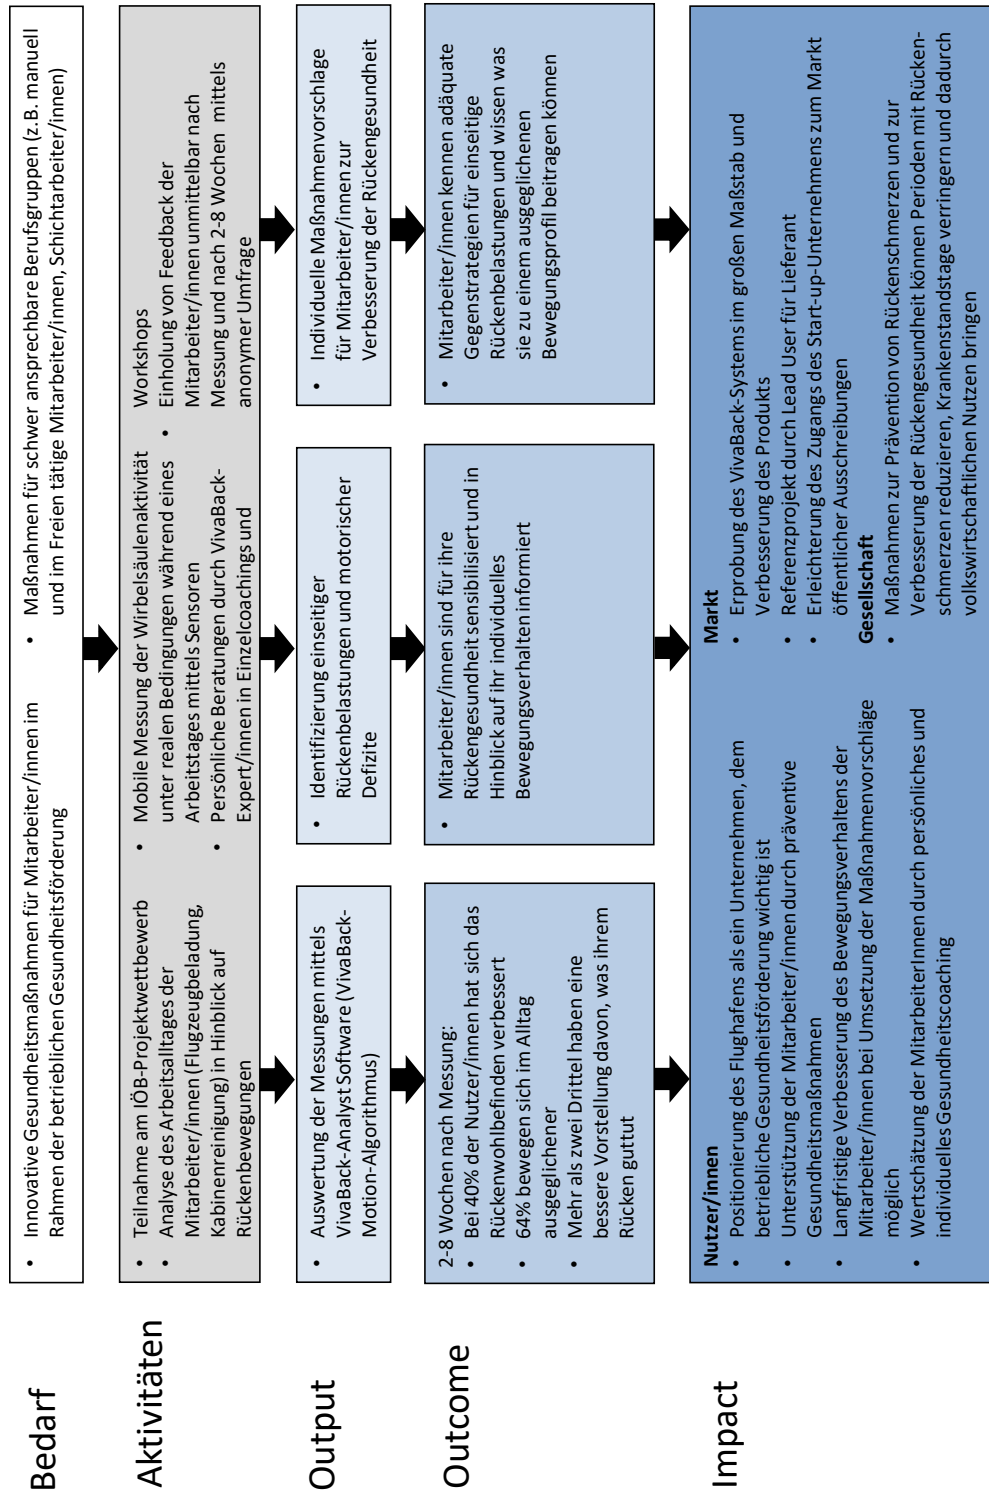 Bedarf
• Innovative Gesundheitsmaßnahmen für Mitarbeiter/innen im
Rahmen der betrieblichen Gesundheitsförderung
• Maßnahmen für schwer ansprechbare Berufsgruppen (z.B. manuell
und im Freien tätige Mitarbeiter/innen, Schichtarbeiter/innen)
Aktivitäten
• Teilnahme am IÖB-Projektwettbewerb
• Analyse des Arbeitsalltages der
Mitarbeiter/innen (Flugzeugbeladung,
Kabinenreinigung) in Hinblick auf
Rückenbewegungen
• Mobile Messung der Wirbelsäulenaktivität
unter realen Bedingungen während eines
Arbeitstages mittels Sensoren
• Persönliche Beratungen durch VivaBack-
Expert/innen in Einzelcoachings und
Workshops
• Einholung von Feedback der
Mitarbeiter/innen unmittelbar nach
Messung und nach 2-8 Wochen mittels
anonymer Umfrage
Output
• Auswertung der Messungen mittels
VivaBack-Analyst Software (VivaBack-
Motion-Algorithmus)
• Identifizierung einseitiger
Rückenbelastungen und motorischer
Defizite
• Individuelle Maßnahmenvorschlage
für Mitarbeiter/innen zur
Verbesserung der Rückengesundheit
Outcome
2-8 Wochen nach Messung:
• Bei 40% der Nutzer/innen hat sich das
Rückenwohlbefinden verbessert
• 64% bewegen sich im Alltag
ausgeglichener
• Mehr als zwei Drittel haben eine
bessere Vorstellung davon, was ihrem
Rücken guttut
• Mitarbeiter/innen sind für ihre
Rückgengesundheit sensibilisiert und in
Hinblick auf ihr individuelles
Bewegungsverhalten informiert
• Mitarbeiter/innen kennen adäquate
Gegenstrategien für einseitige
Rückenbelastungen und wissen was
sie zu einem ausgeglichenen
Bewegungsprofil beitragen können
Impact
Nutzer/innen
• Positionierung des Flughafens als ein Unternehmen, dem
betriebliche Gesundheitsförderung wichtig ist
• Unterstützung der Mitarbeiter/innen durch präventive
Gesundheitsmaßnahmen
• Langfristige Verbesserung des Bewegungsverhaltens der
Mitarbeiter/innen bei Umsetzung der Maßnahmenvorschläge
möglich
• Wertschätzung der MitarbeiterInnen durch persönliches und
individuelles Gesundheitscoaching
Markt
• Erprobung des VivaBack-Systems im großen Maßstab und
Verbesserung des Produkts
• Referenzprojekt durch Lead User für Lieferant
• Erleichterung des Zugangs des Start-up-Unternehmens zum Markt
öffentlicher Ausschreibungen
Gesellschaft
• Maßnahmen zur Prävention von Rückenschmerzen und zur
Verbesserung der Rückengesundheit können Perioden mit Rücken-
schmerzen reduzieren, Krankenstandstage verringern und dadurch
volkswirtschaftlichen Nutzen bringen